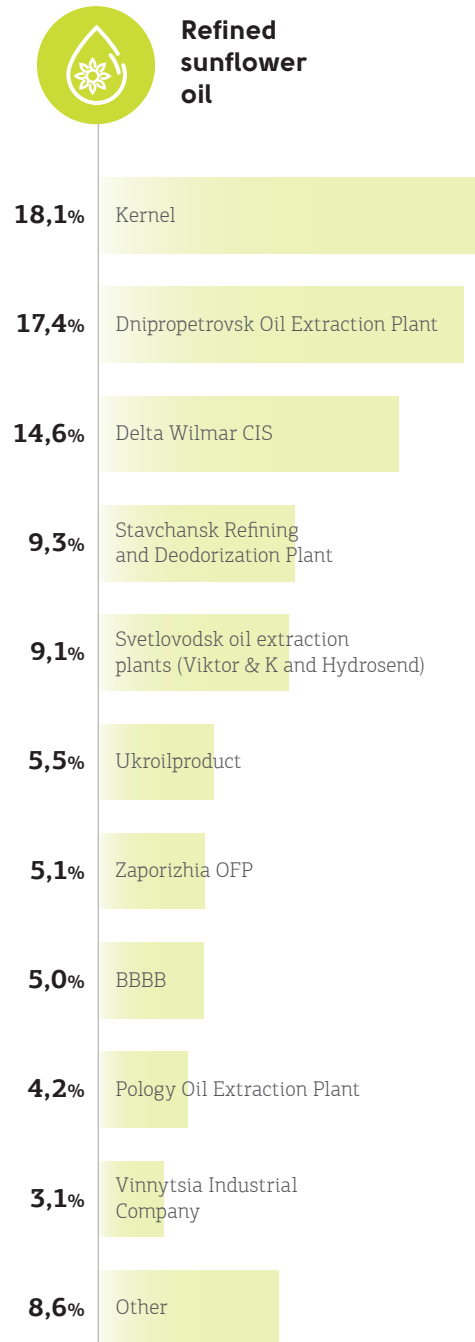 Refined
sunflower
oil
18,1% Kernel
17,4% Dnipropetrovsk Oil Extraction Plant
14,6% Delta Wilmar CIS
9,3% Stavchansk Refining
and Deodorization Plant
9,1% Svetlovodsk oil extraction
plants (Viktor & K and Hydrosend)
5,5% Ukroilproduct
5,1% Zaporizhia OFP
5,0% BBBB
4,2% Pology Oil Extraction Plant
3,1% Vinnytsia Industrial
Company
8,6% Other